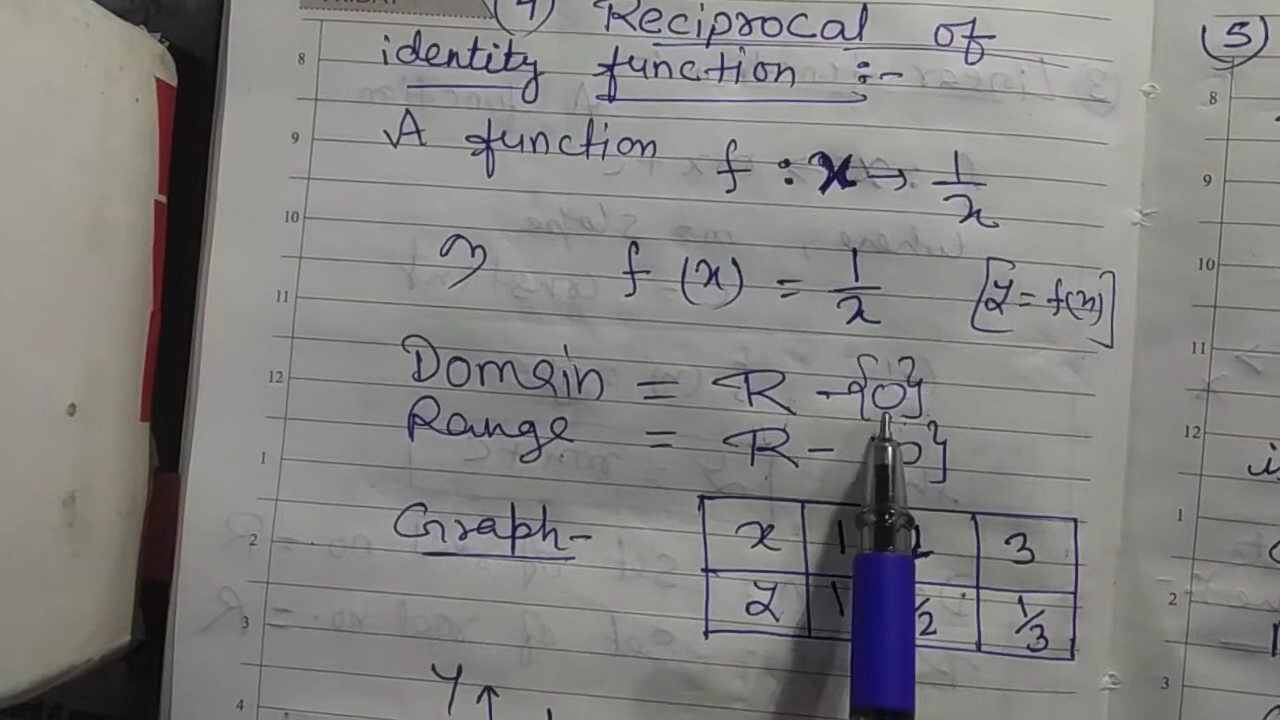 (4) Reciprocal of
identity function :-
A function f : x → 1/x
⇒ f (x) = 1/x [y = f(x)]
Domain = R - {0}
Range = R - {0}
Graph -
x 1 2 3
y 1 1/2 1/3
Y
(5)
8
9
10
11
12
1
2
3
4
8
9
10
11
12
1
2
3